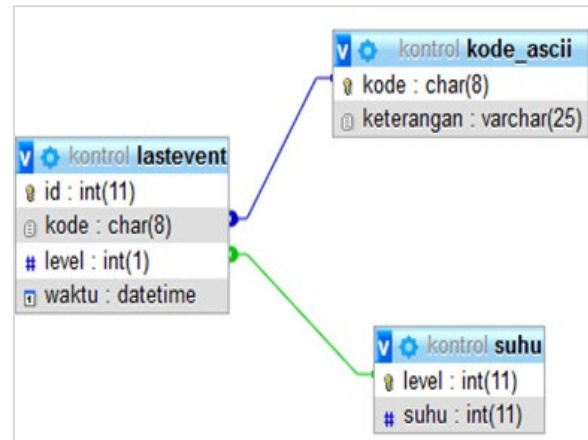 kontrol kode_ascii
kode : char(8)
keterangan : varchar(25)
kontrol lastevent
id : int(11)
kode : char(8)
# level : int(1)
waktu : datetime
kontrol suhu
level : int(11)
# suhu : int(11)